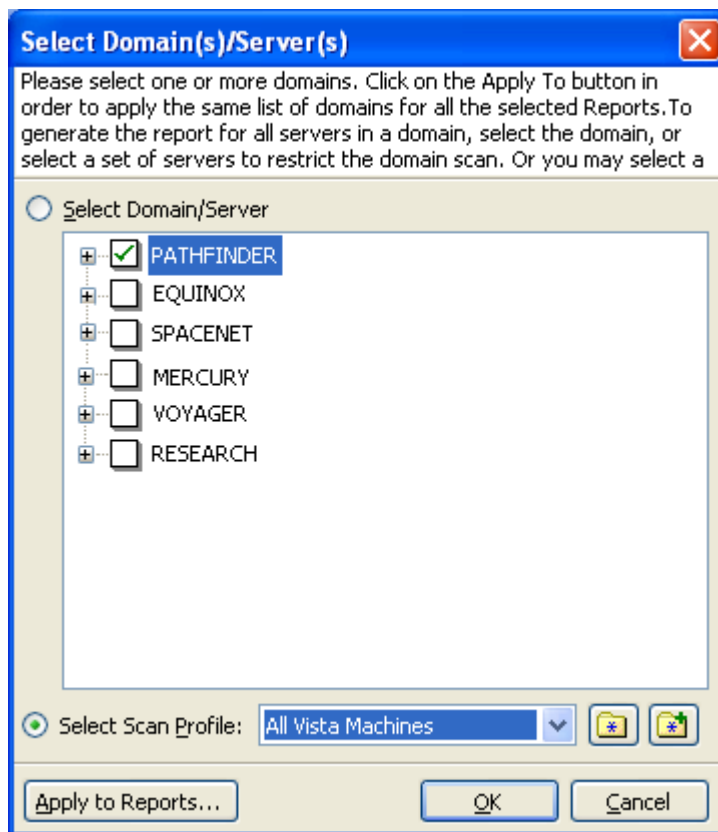 Select Domain(s)/Server(s)
Please select one or more domains. Click on the Apply To button in
order to apply the same list of domains for all the selected Reports.To
generate the report for all servers in a domain, select the domain, or
select a set of servers to restrict the domain scan. Or you may select a
Select Domain/Server
PATHFINDER
EQUINOX
SPACENET
MERCURY
VOYAGER
RESEARCH
Select Scan Profile: All Vista Machines
Apply to Reports... OK Cancel